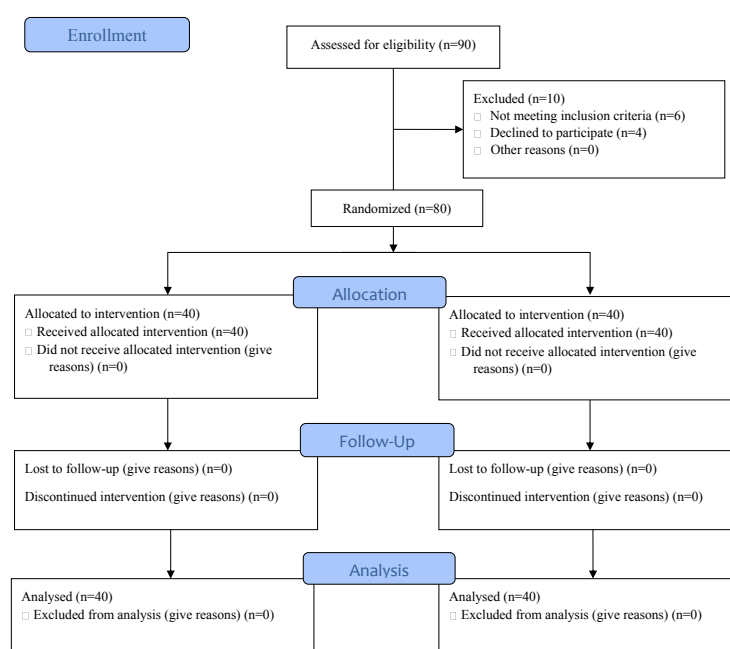 Enrollment
Assessed for eligibility (n=90)
Excluded (n=10)
□ Not meeting inclusion criteria (n=6)
□ Declined to participate (n=4)
□ Other reasons (n=0)
Randomized (n=80)
Allocation
Allocated to intervention (n=40)
□ Received allocated intervention (n=40)
□ Did not receive allocated intervention (give
reasons) (n=0)
Allocated to intervention (n=40)
□ Received allocated intervention (n=40)
□ Did not receive allocated intervention (give
reasons) (n=0)
Follow-Up
Lost to follow-up (give reasons) (n=0)
Discontinued intervention (give reasons) (n=0)
Lost to follow-up (give reasons) (n=0)
Discontinued intervention (give reasons) (n=0)
Analysis
Analysed (n=40)
□ Excluded from analysis (give reasons) (n=0)
Analysed (n=40)
□ Excluded from analysis (give reasons) (n=0)